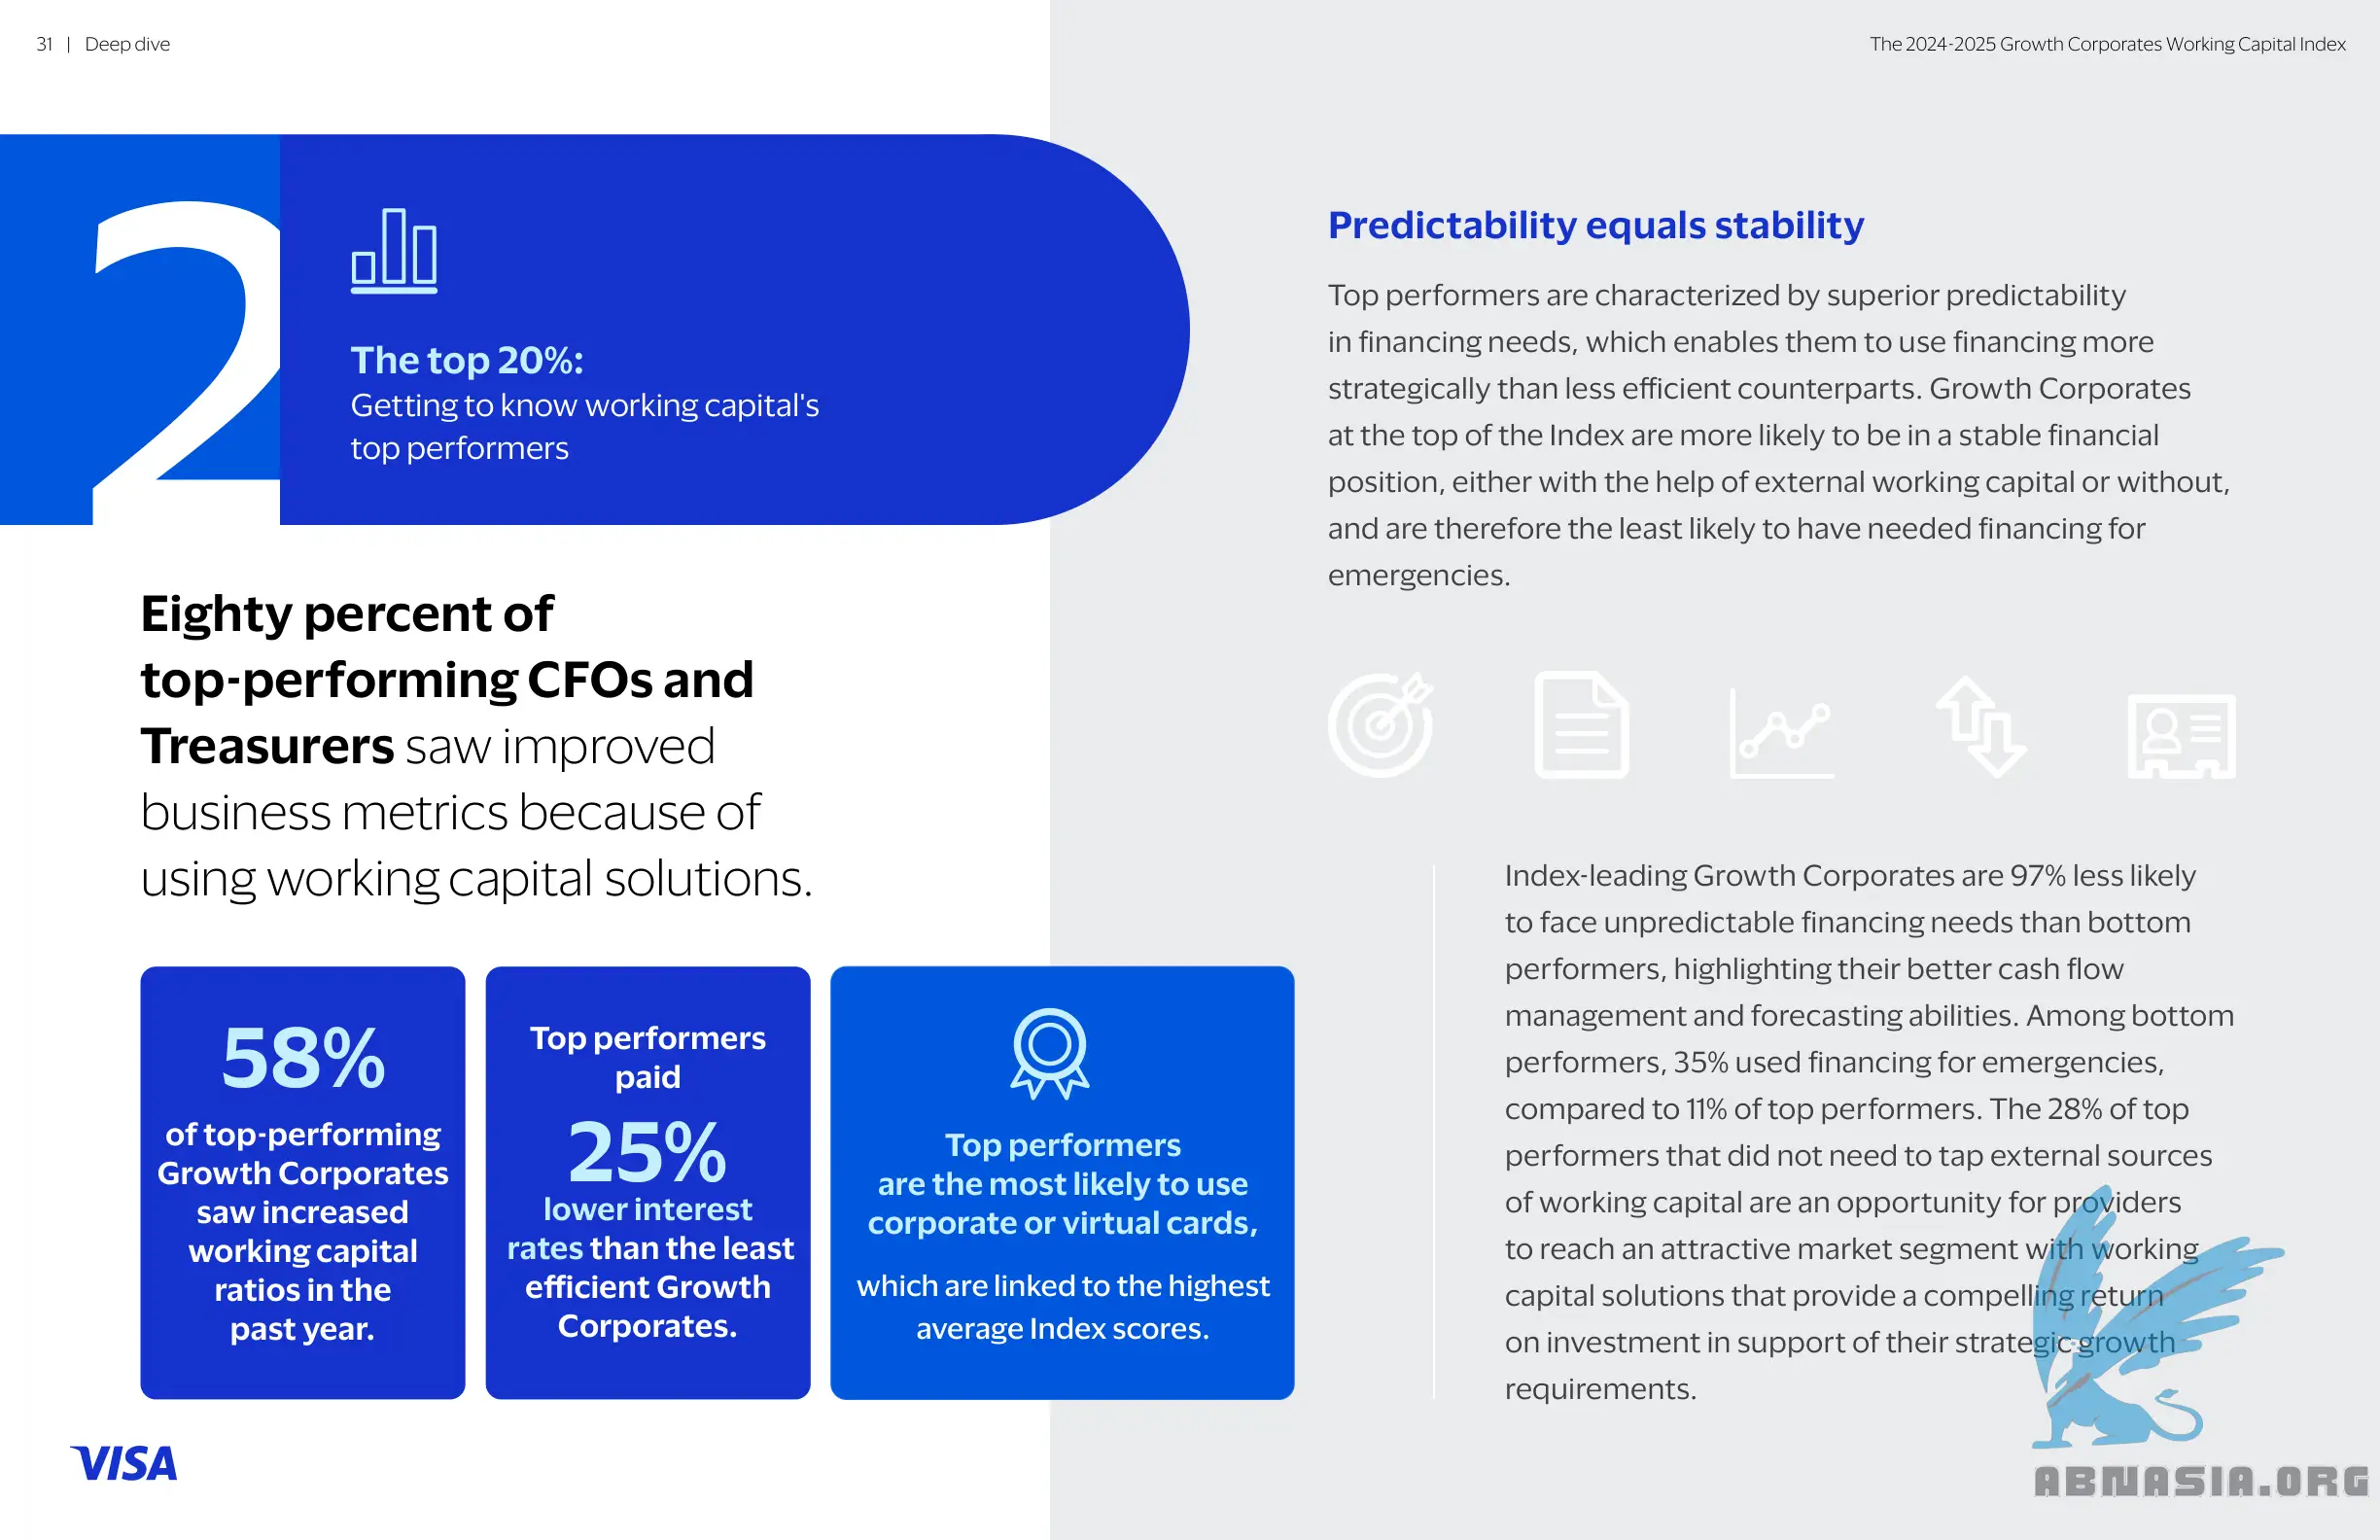 31 | Deep dive
The 2024-2025 Growth Corporates Working Capital Index
2
The top 20%:
Getting to know working capital's
top performers
Eighty percent of
top-performing CFOs and
Treasurers saw improved
business metrics because of
using working capital solutions.
58%
of top-performing
Growth Corporates
saw increased
working capital
ratios in the
past year.
Top performers
paid
25%
lower interest
rates than the least
efficient Growth
Corporates.
Top performers
are the most likely to use
corporate or virtual cards,
which are linked to the highest
average Index scores.
Predictability equals stability
Top performers are characterized by superior predictability
in financing needs, which enables them to use financing more
strategically than less efficient counterparts. Growth Corporates
at the top of the Index are more likely to be in a stable financial
position, either with the help of external working capital or without,
and are therefore the least likely to have needed financing for
emergencies.
Index-leading Growth Corporates are 97% less likely
to face unpredictable financing needs than bottom
performers, highlighting their better cash flow
management and forecasting abilities. Among bottom
performers, 35% used financing for emergencies,
compared to 11% of top performers. The 28% of top
performers that did not need to tap external sources
of working capital are an opportunity for providers
to reach an attractive market segment with working
capital solutions that provide a compelling return
on investment in support of their strategic growth
requirements.
VISA
ABNASIA.ORG